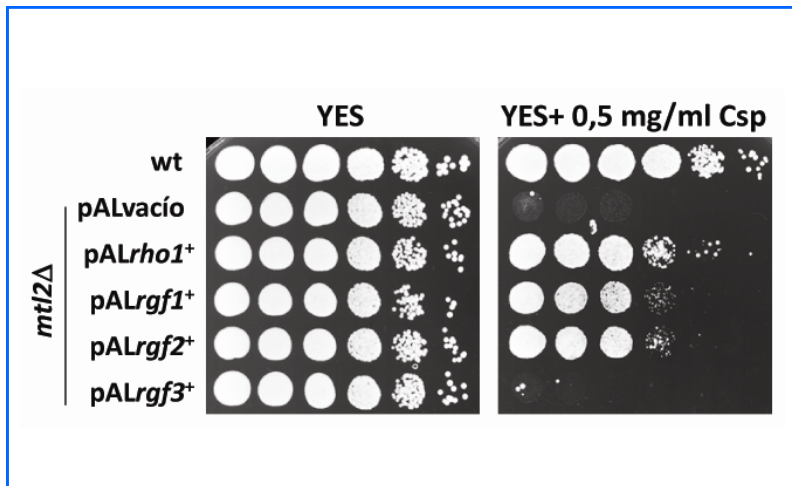 YES
YES+ 0,5 mg/ml Csp
wt
pALvacío
pALrho1+
pALrgf1+
pALrgf2+
pALrgf3+
mtl2Δ